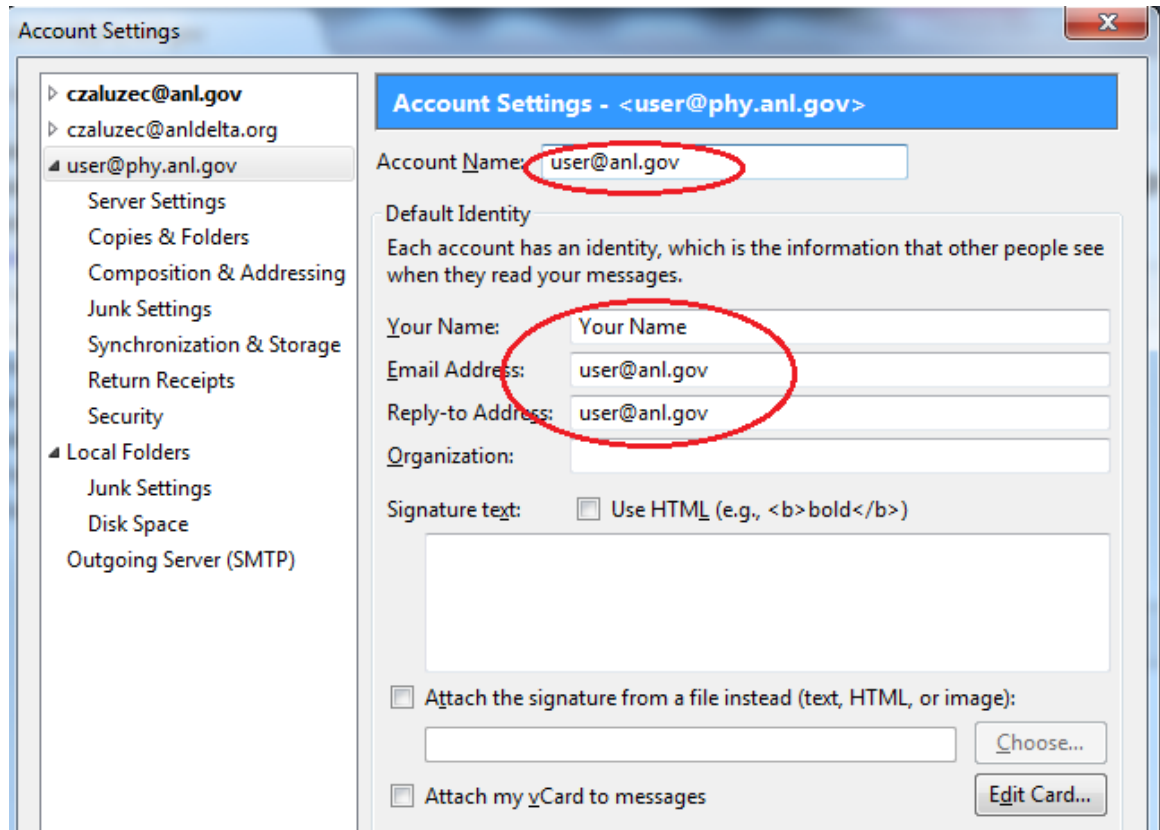 Account Settings
czaluzec@anl.gov
czaluzec@anldelta.org
user@phy.anl.gov
Server Settings
Copies & Folders
Composition & Addressing
Junk Settings
Synchronization & Storage
Return Receipts
Security
Local Folders
Junk Settings
Disk Space
Outgoing Server (SMTP)
Account Settings - <user@phy.anl.gov>
Account Name: user@anl.gov
Default Identity
Each account has an identity, which is the information that other people see
when they read your messages.
Your Name: Your Name
Email Address: user@anl.gov
Reply-to Address: user@anl.gov
Organization:
Signature text: Use HTML (e.g., <b>bold</b>)
Attach the signature from a file instead (text, HTML, or image):
Choose...
Attach my vCard to messages
Edit Card...